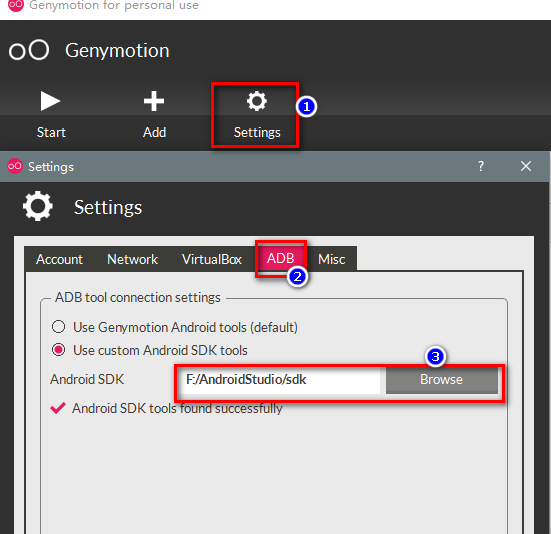 Genymotion for personal use
Genymotion
Start Add Settings
1
Settings ?
Settings
Account Network VirtualBox ADB Misc
2
ADB tool connection settings
Use Genymotion Android tools (default)
Use custom Android SDK tools
3
Android SDK F:/AndroidStudio/sdk Browse
Android SDK tools found successfully